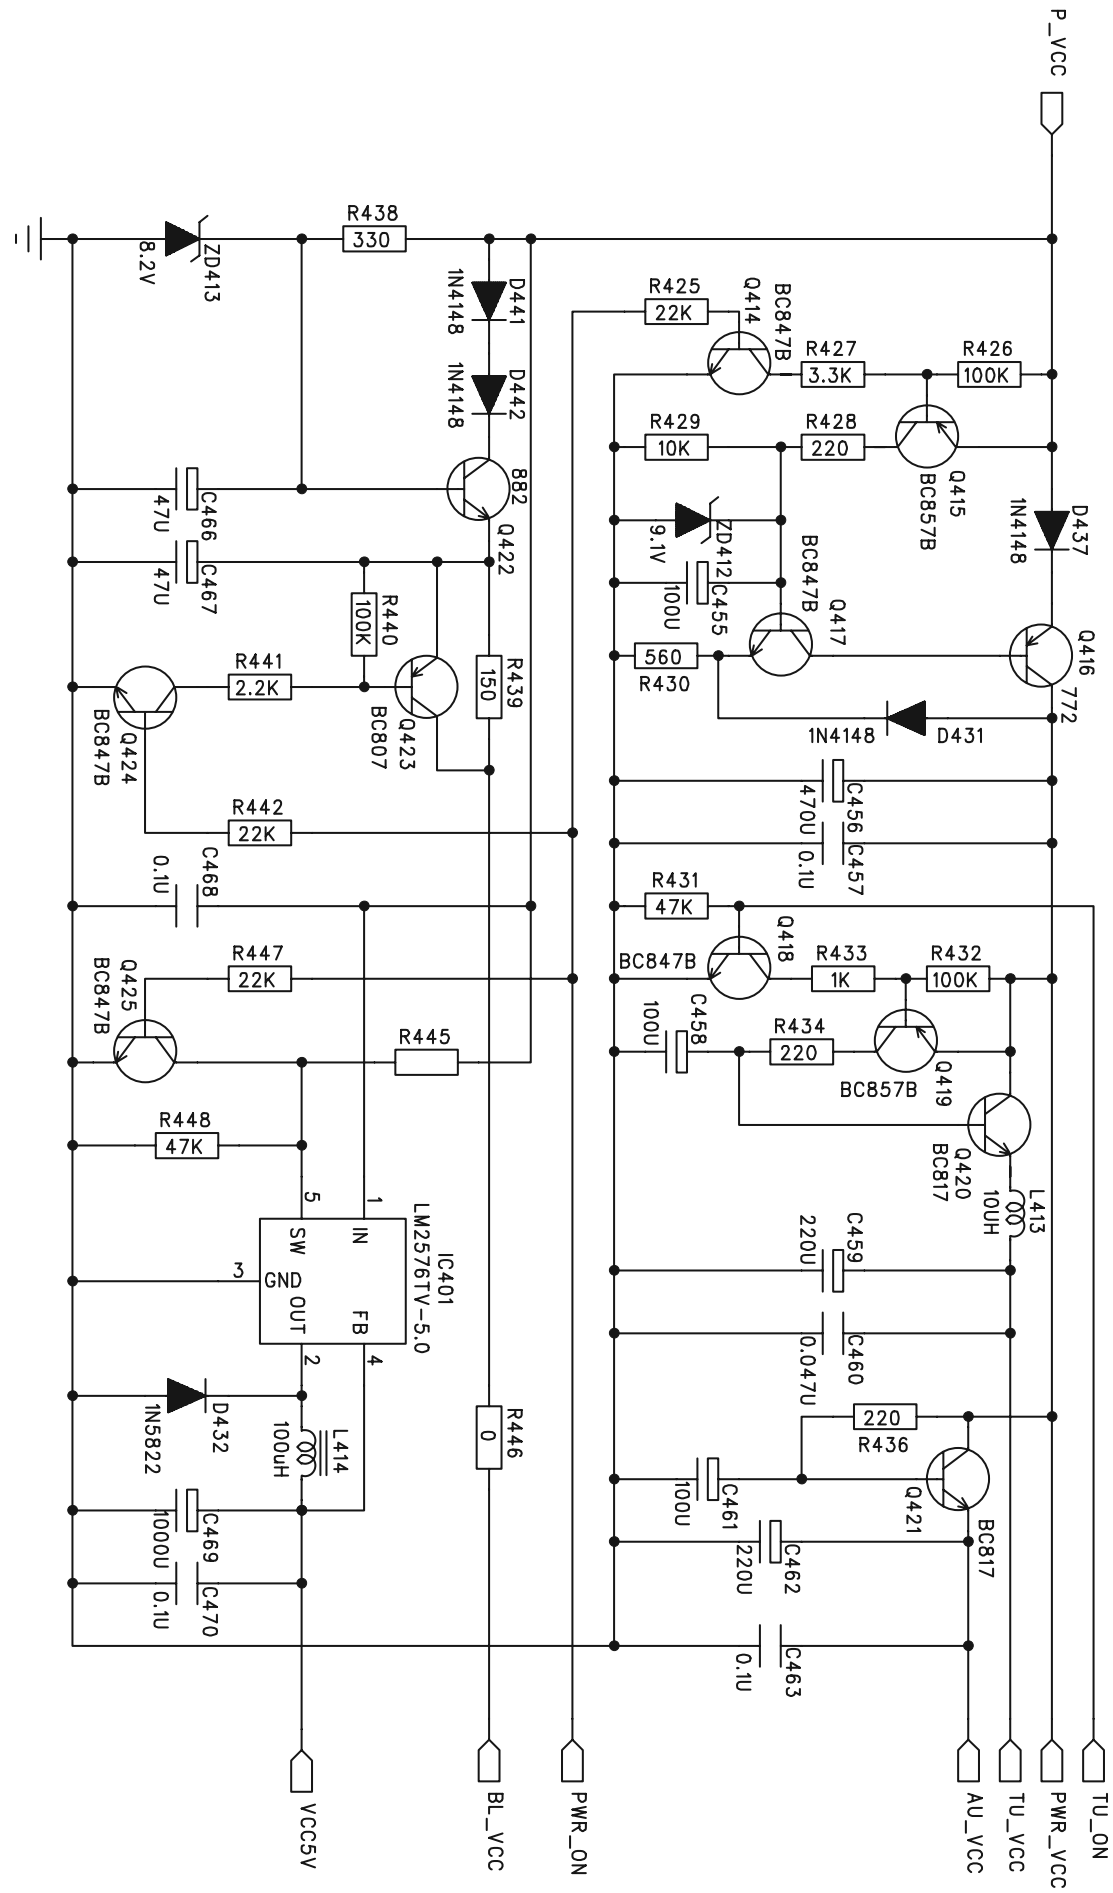 P_VCC
R438
330
ZD413
8.2V
D441
1N4148
D442
1N4148
882
Q422
C466
47U
C467
47U
R440
100K
R441
2.2K
Q423
BC807
R439
150
Q424
BC847B
R442
22K
C468
0.1U
R447
22K
Q425
BC847B
R445
R448
47K
5
1
SW
IN
3
GND
OUT
FB
2
4
IC401
LM2576TV-5.0
D432
1N5822
L414
100uH
C469
1000U
C470
0.1U
R446
0
VCC5V
BL_VCC
PWR_ON
R425
22K
Q414
BC847B
R427
3.3K
R426
100K
R429
10K
R428
220
Q415
BC857B
D437
1N4148
ZD412
9.1V
C455
100U
BC847B
Q417
560
R430
Q416
772
1N4148
D431
C456
470U
C457
0.1U
R431
47K
Q418
BC847B
R433
1K
R432
100K
C458
100U
R434
220
Q419
BC857B
Q420
BC817
L413
10UH
C459
220U
C460
0.047U
220
R436
Q421
BC817
C461
100U
C462
220U
C463
0.1U
AU_VCC
TU_VCC
PWR_VCC
TU_ON